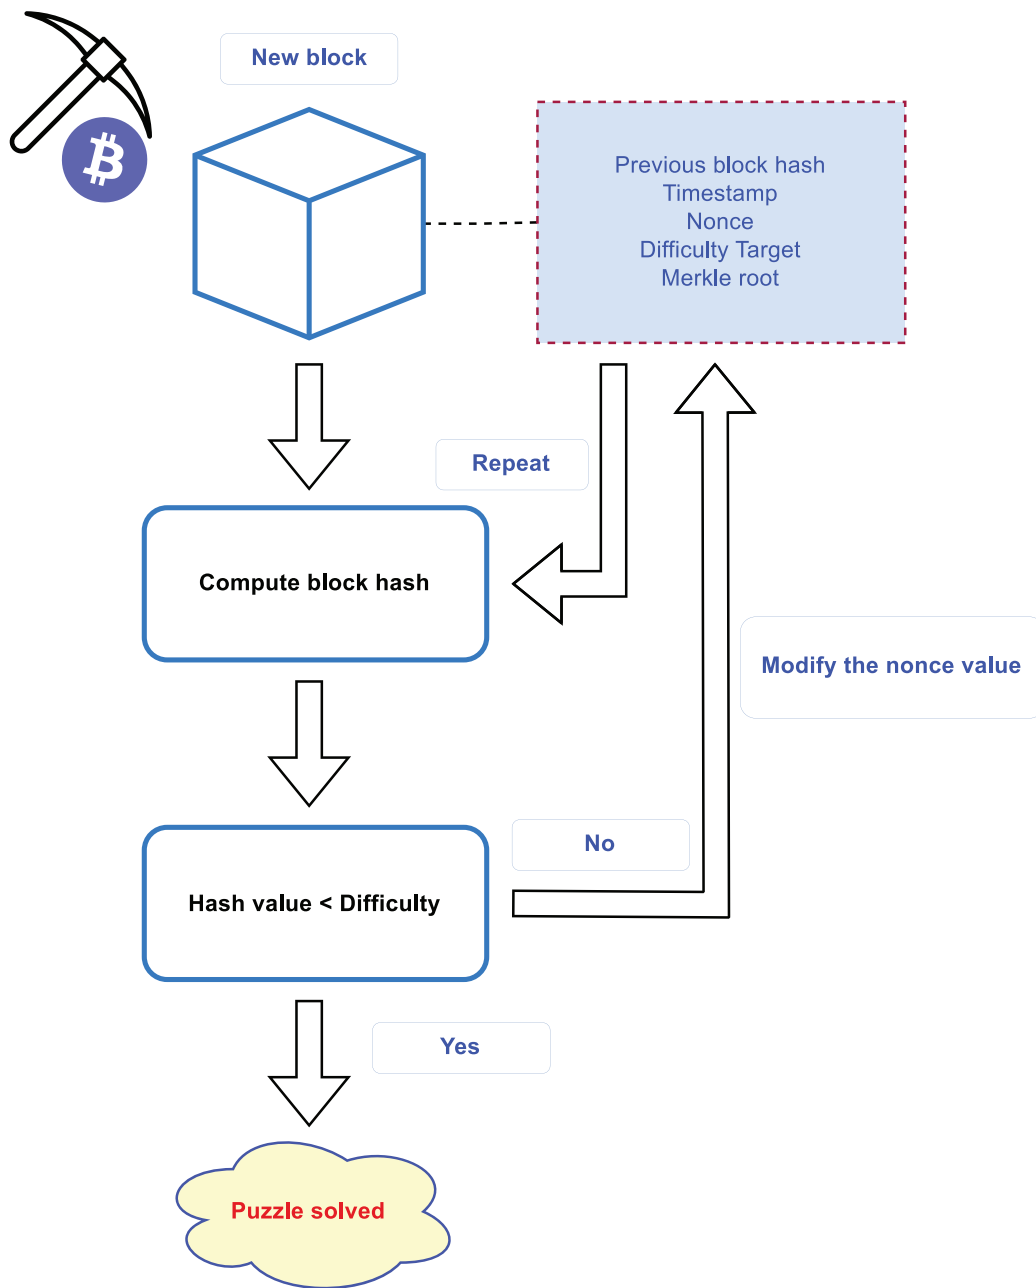 New block
Previous block hash
Timestamp
Nonce
Difficulty Target
Merkle root
Repeat
Compute block hash
Modify the nonce value
No
Hash value < Difficulty
Yes
Puzzle solved